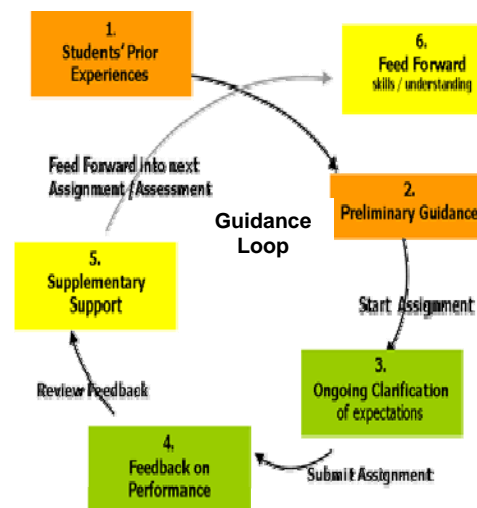 1.
Students' Prior
Experiences
6.
Feed Forward
skills / understanding
Feed Forward into next
Assignment /Assessment
2.
Preliminary Guidance
Guidance
Loop
5.
Supplementary
Support
Start Assignment
3.
Ongoing Clarification
of expectations
Review Feedback
4.
Feedback on
Performance
Submit Assignment